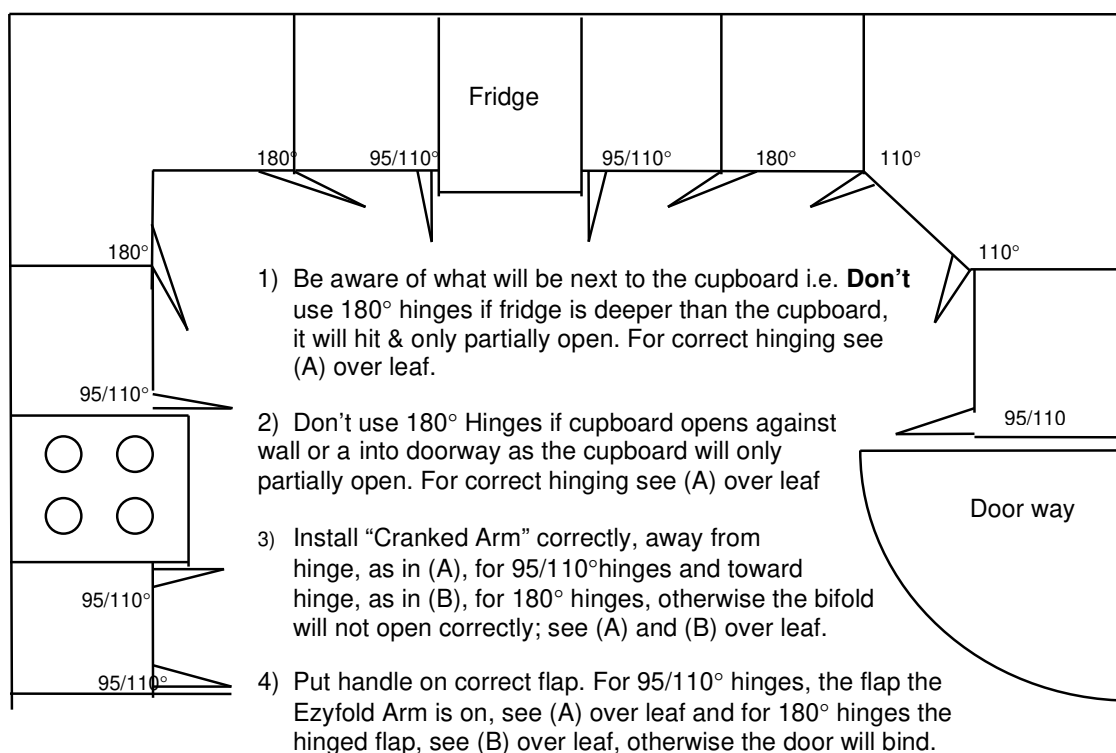 Fridge
180°
95/110°
95/110°
180°
110°
180°
110°
1) Be aware of what will be next to the cupboard i.e. Don't
use 180° hinges if fridge is deeper than the cupboard,
it will hit & only partially open. For correct hinging see
(A) over leaf.
95/110°
2) Don't use 180° Hinges if cupboard opens against
wall or a into doorway as the cupboard will only
partially open. For correct hinging see (A) over leaf
95/110
Door way
3) Install “Cranked Arm” correctly, away from
hinge, as in (A), for 95/110°hinges and toward
hinge, as in (B), for 180° hinges, otherwise the bifold
will not open correctly; see (A) and (B) over leaf.
95/110°
95/110°
4) Put handle on correct flap. For 95/110° hinges, the flap the
Ezyfold Arm is on, see (A) over leaf and for 180° hinges the
hinged flap, see (B) over leaf, otherwise the door will bind.